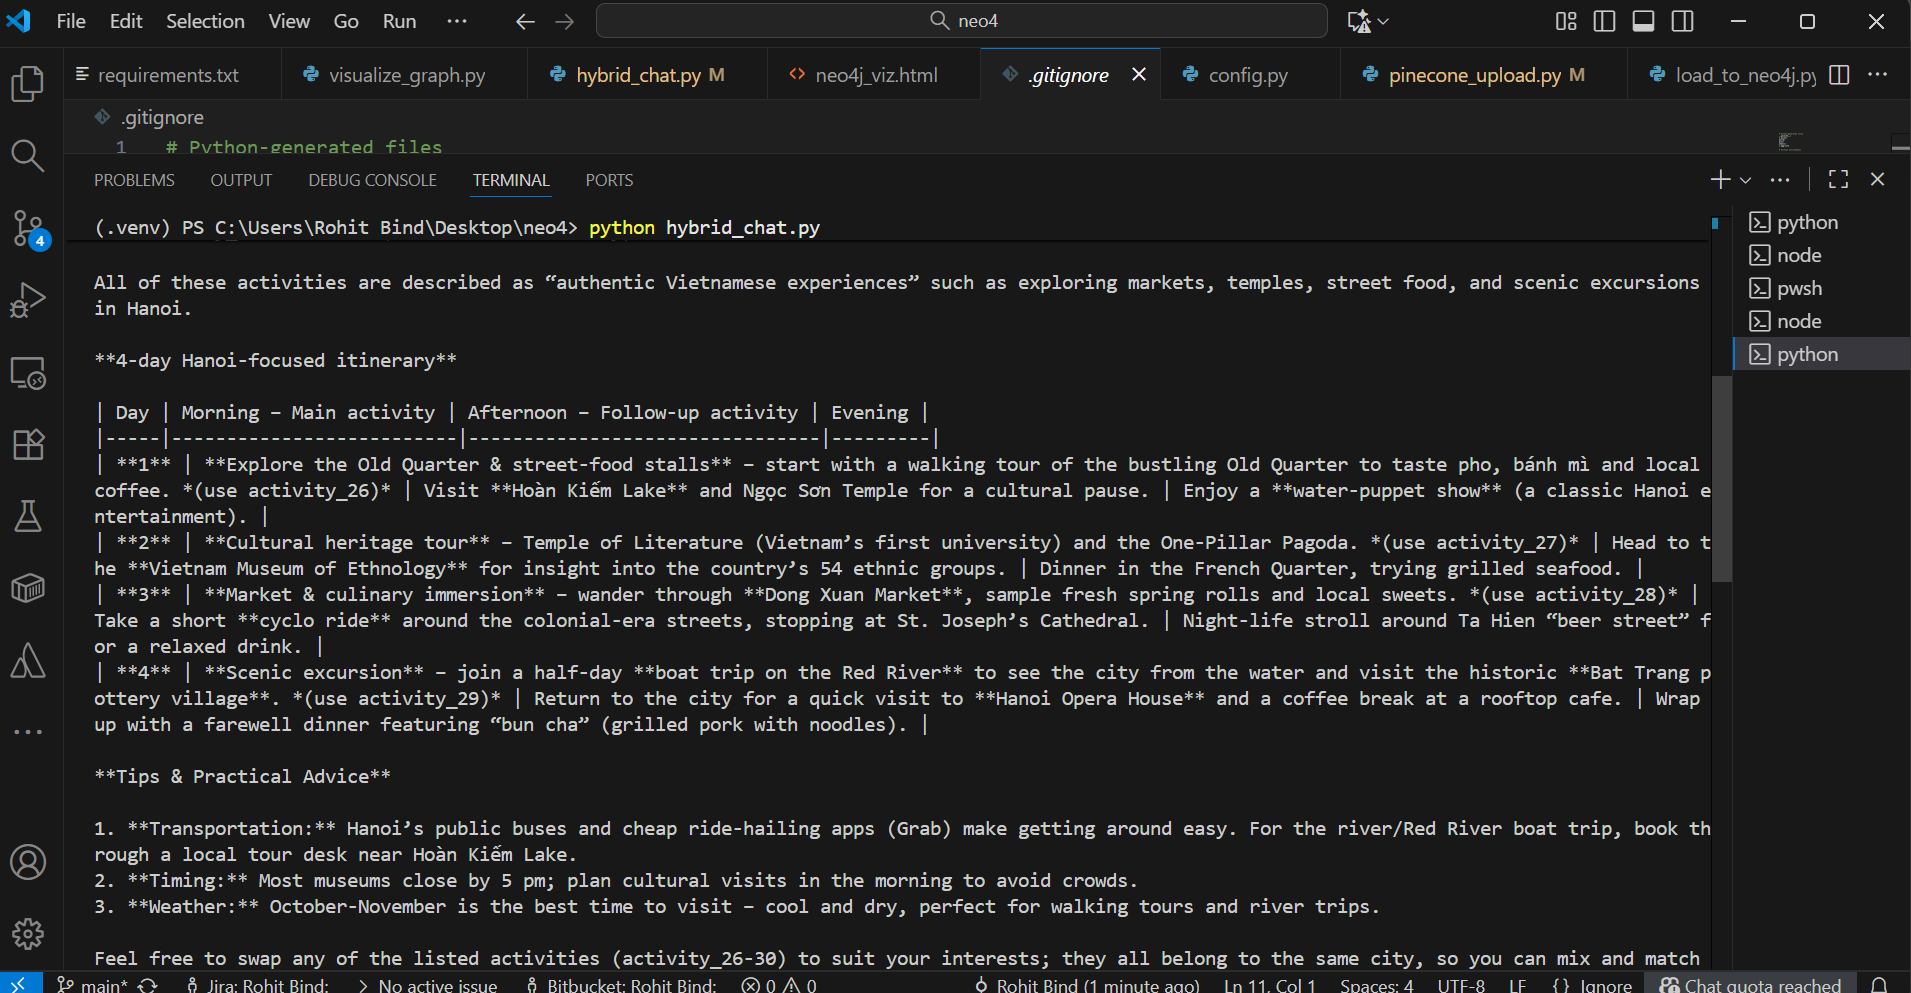 File Edit Selection View Go Run ··· neo4
requirements.txt visualize_graph.py hybrid_chat.py M neo4j_viz.html .gitignore config.py pinecone_upload.py M load_to_neo4j.py
.gitignore
1 # Python-generated files
PROBLEMS OUTPUT DEBUG CONSOLE TERMINAL PORTS
(.venv) PS C:\Users\Rohit Bind\Desktop\neo4> python hybrid_chat.py
All of these activities are described as “authentic Vietnamese experiences” such as exploring markets, temples, street food, and scenic excursions
in Hanoi.
**4-day Hanoi-focused itinerary**
| Day | Morning – Main activity | Afternoon – Follow-up activity | Evening |
|-----|--------------------------|--------------------------------|---------|
| **1** | **Explore the Old Quarter & street-food stalls** – start with a walking tour of the bustling Old Quarter to taste pho, bánh mì and local
coffee. *(use activity_26)* | Visit **Hoàn Kiếm Lake** and Ngọc Sơn Temple for a cultural pause. | Enjoy a **water-puppet show** (a classic Hanoi e
ntertainment). |
| **2** | **Cultural heritage tour** – Temple of Literature (Vietnam’s first university) and the One-Pillar Pagoda. *(use activity_27)* | Head to t
he **Vietnam Museum of Ethnology** for insight into the country’s 54 ethnic groups. | Dinner in the French Quarter, trying grilled seafood. |
| **3** | **Market & culinary immersion** – wander through **Dong Xuan Market**, sample fresh spring rolls and local sweets. *(use activity_28)* |
Take a short **cyclo ride** around the colonial-era streets, stopping at St. Joseph’s Cathedral. | Night-life stroll around Ta Hien “beer street” f
or a relaxed drink. |
| **4** | **Scenic excursion** – join a half-day **boat trip on the Red River** to see the city from the water and visit the historic **Bat Trang p
ottery village**. *(use activity_29)* | Return to the city for a quick visit to **Hanoi Opera House** and a coffee break at a rooftop cafe. | Wrap
up with a farewell dinner featuring “bun cha” (grilled pork with noodles). |
**Tips & Practical Advice**
1. **Transportation:** Hanoi’s public buses and cheap ride-hailing apps (Grab) make getting around easy. For the river/Red River boat trip, book th
rough a local tour desk near Hoàn Kiếm Lake.
2. **Timing:** Most museums close by 5 pm; plan cultural visits in the morning to avoid crowds.
3. **Weather:** October-November is the best time to visit – cool and dry, perfect for walking tours and river trips.
Feel free to swap any of the listed activities (activity_26-30) to suit your interests; they all belong to the same city, so you can mix and match
python
node
pwsh
node
python
4
main* Jira: Rohit Bind: No active issue Bitbucket: Rohit Bind: 0 0 Rohit Bind (1 minute ago) Ln 11, Col 1 Spaces: 4 UTF-8 LF {} Ignore Chat quota reached